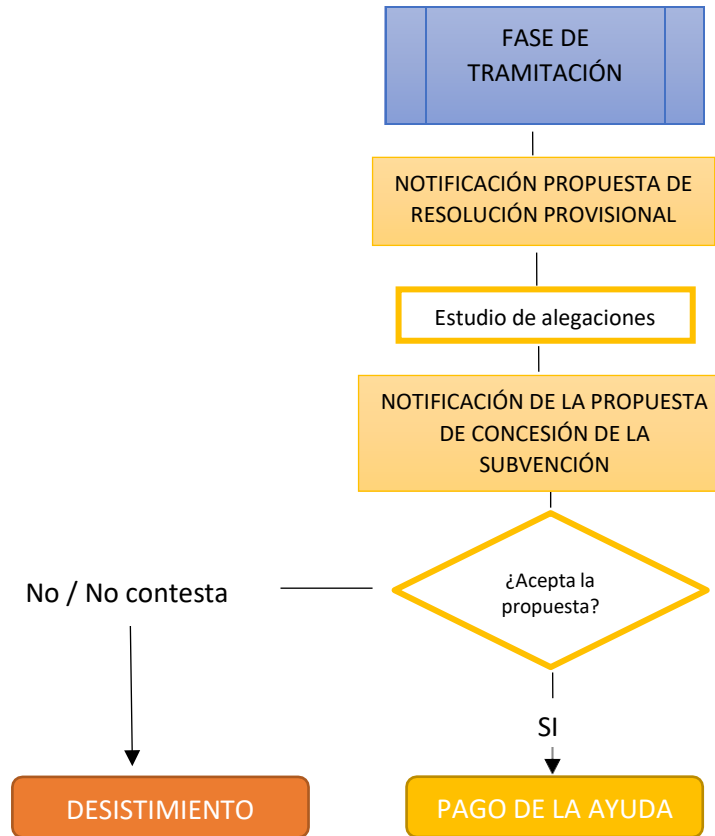 FASE DE
TRAMITACIÓN
NOTIFICACIÓN PROPUESTA DE
RESOLUCIÓN PROVISIONAL
Estudio de alegaciones
NOTIFICACIÓN DE LA PROPUESTA
DE CONCESIÓN DE LA
SUBVENCIÓN
¿Acepta la
propuesta?
No / No contesta
SI
DESISTIMIENTO
PAGO DE LA AYUDA